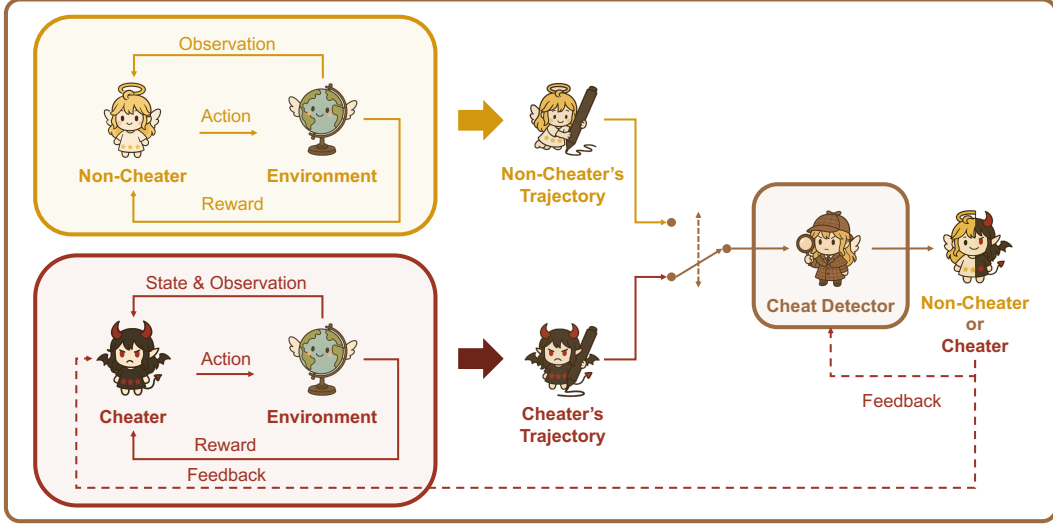 Observation
Action
Non-Cheater
Environment
Reward
Non-Cheater's
Trajectory
State & Observation
Action
Cheater
Environment
Reward
Feedback
Cheater's
Trajectory
Cheat Detector
Non-Cheater
or
Cheater
Feedback